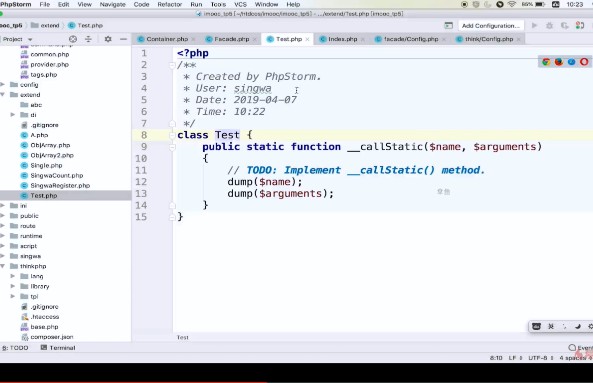 PhpStorm File Edit View Navigate Code Refactor Run Tools VCS Window Help 85% 10:23
imooc_tp5 [~/htdocs/imooc/imooc_tp5] - .../extend/Test.php [imooc_tp5]
extend Test.php Add Configuration...
Project Container.php Facade.php Test.php Index.php facade/Config.php think/Config.php
common.php
provider.php
tags.php
config
extend
abc
di
.gitignore
A.php
ObjArray.php
ObjArray2.php
Single.php
SingwaCount.php
SingwaRegister.php
Test.php
ini
public
route
runtime
script
singwa
thinkphp
lang
library
tpl
.gitignore
.htaccess
base.php
composer.json
1 <?php
2 /**
3 * Created by PhpStorm.
4 * User: singwa
5 * Date: 2019-04-07
6 * Time: 10:22
7 */
8 class Test {
9 public static function __callStatic($name, $arguments)
10 {
11 // TODO: Implement __callStatic() method.
12 dump($name);
13 dump($arguments);
14 }
15 }
Test
6: TODO Terminal Event
8:10 LF UTF-8 4 spaces